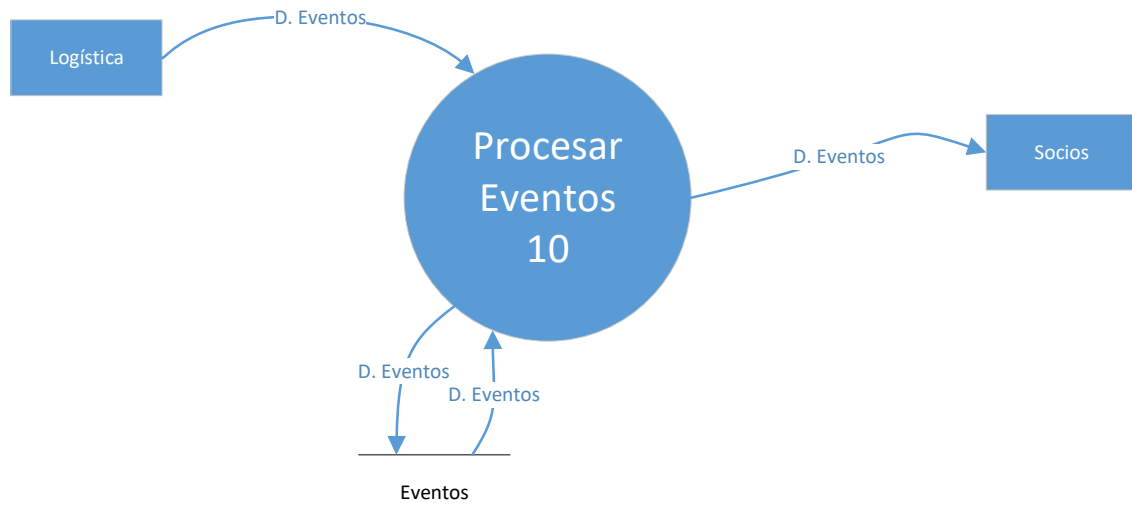 D. Eventos
Logística
Procesar
Eventos
10
D. Eventos
Socios
D. Eventos
D. Eventos
Eventos